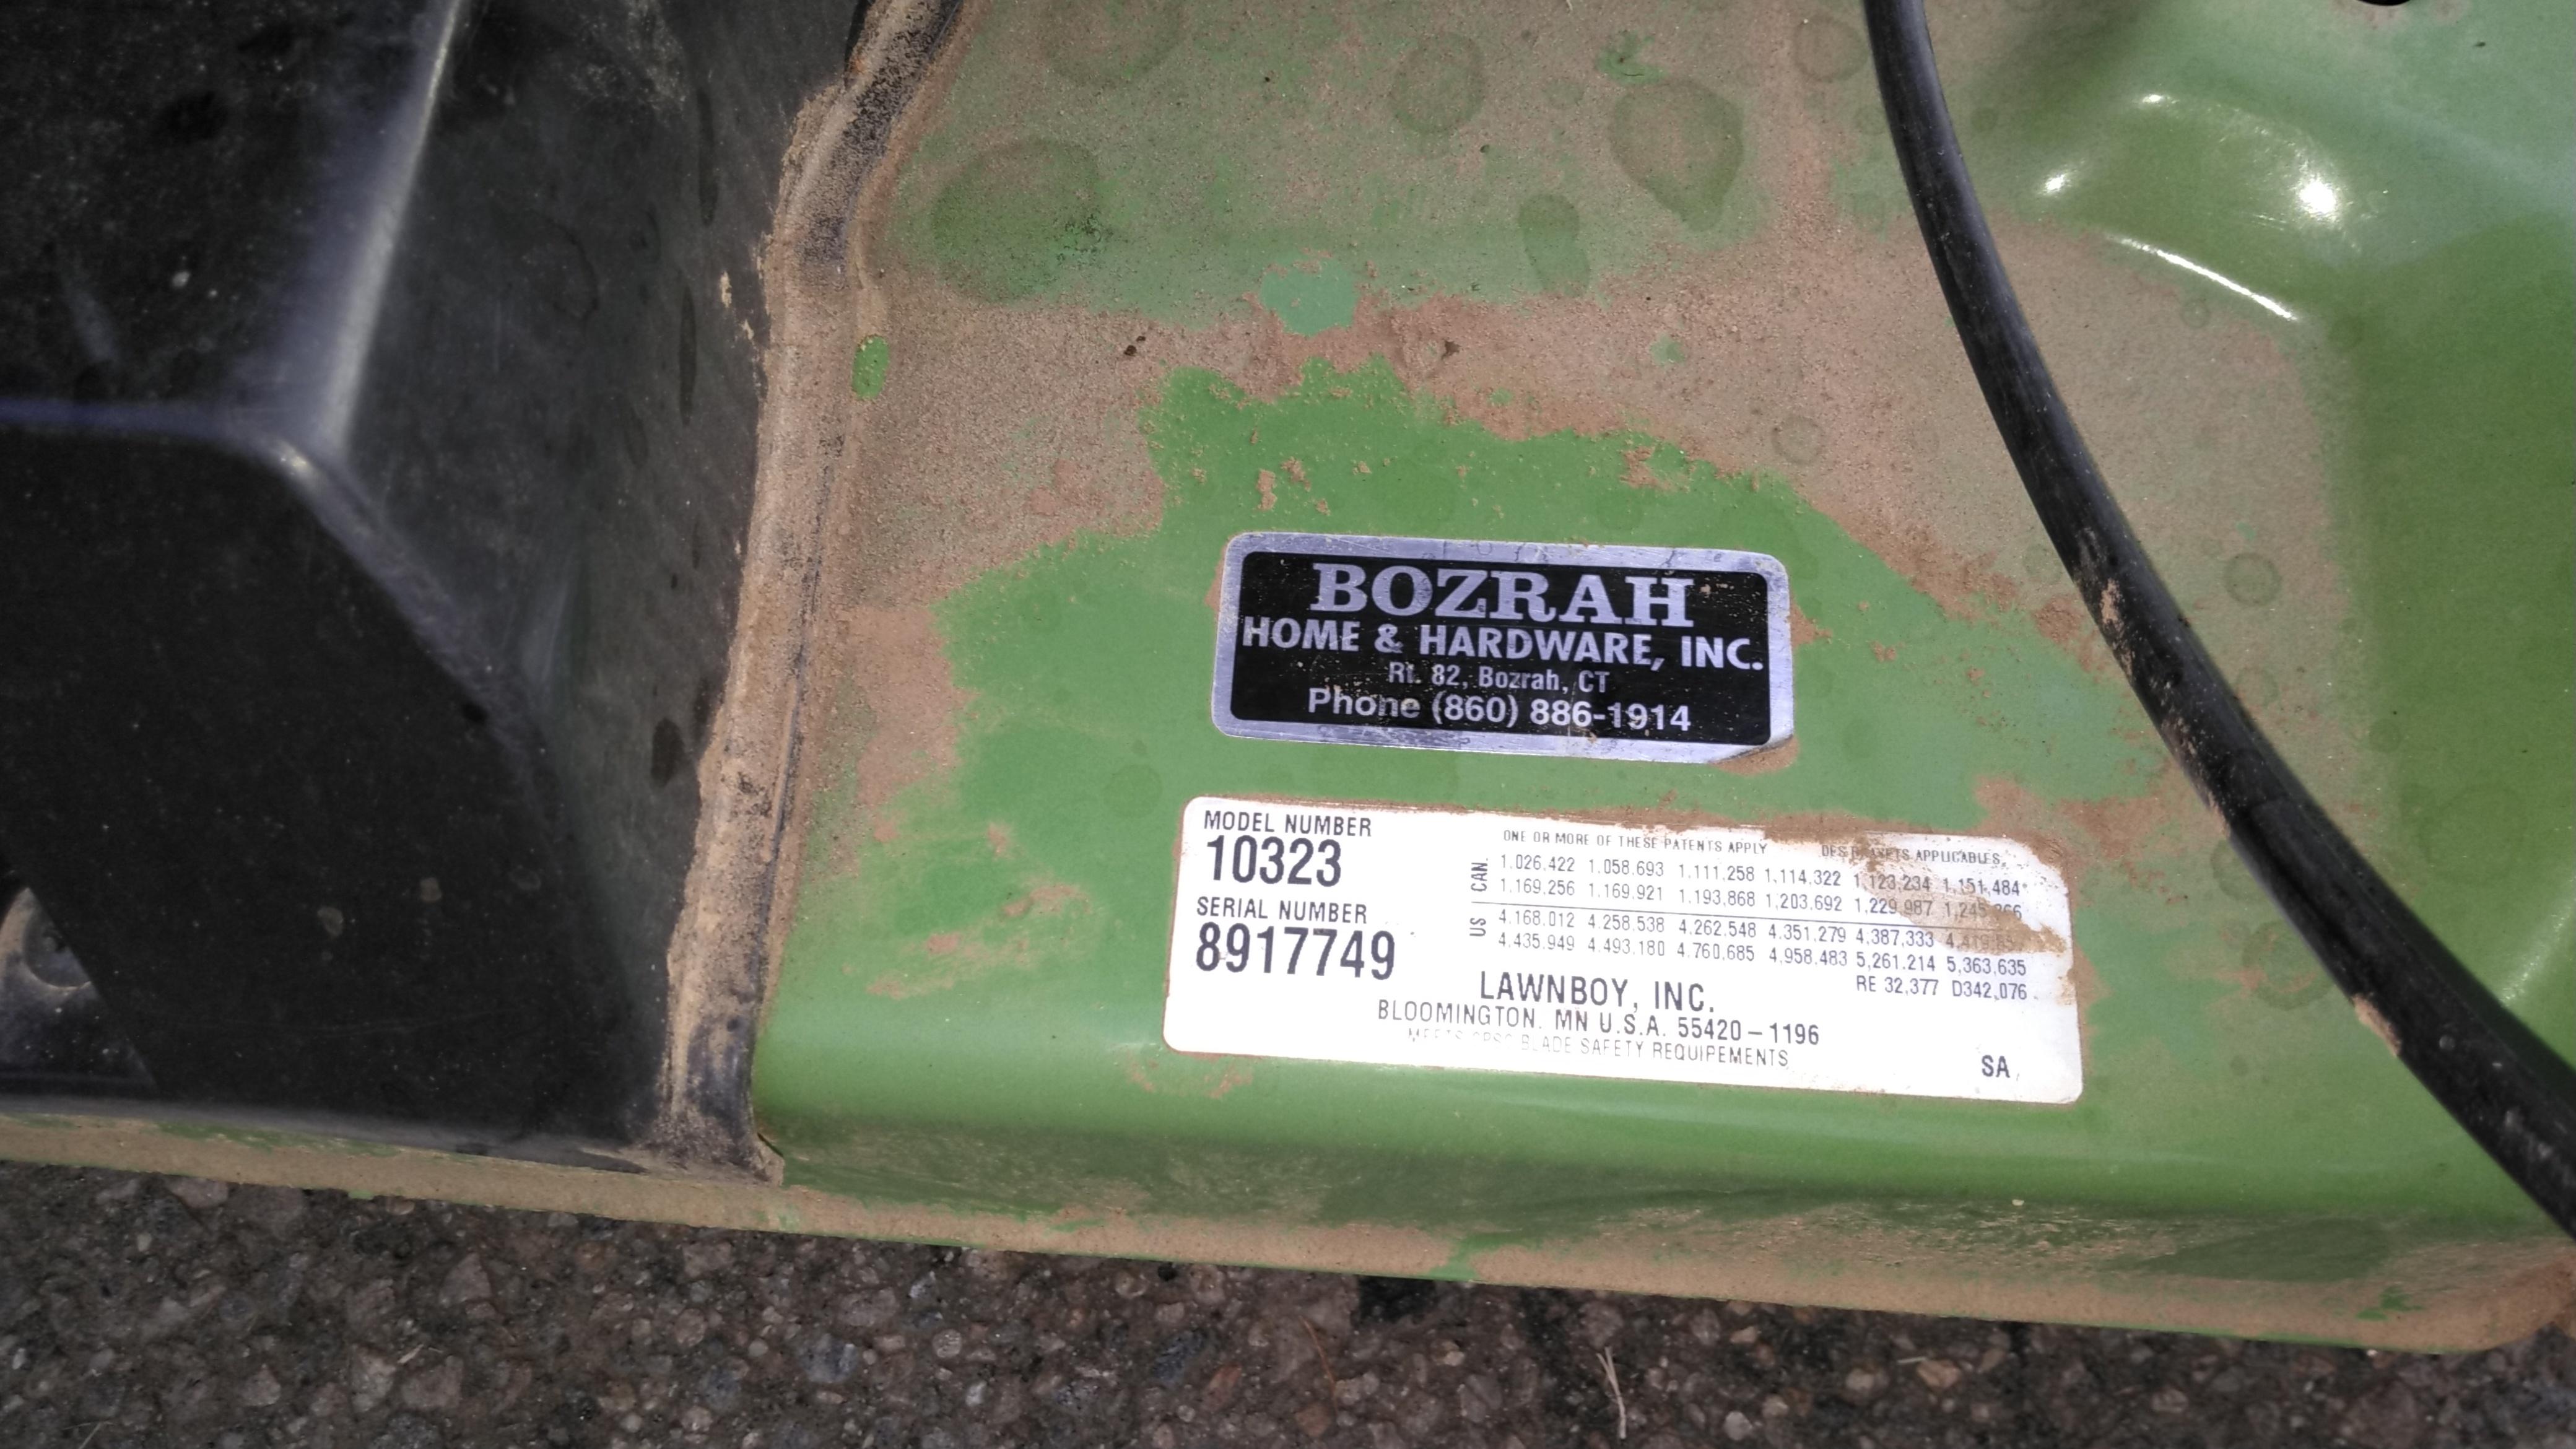 BOZRAH
HOME & HARDWARE, INC.
Rt. 82, Bozrah, CT
Phone (860) 886-1914
MODEL NUMBER
10323
SERIAL NUMBER
8917749
ONE OR MORE OF THESE PATENTS APPLY APPLICABLES.
CAN. 1.026.422 1.058.693 1.111.258 1,114.322 1,123,234 1,151,484
1.169.256 1.169.921 1.193,868 1,203.692 1,229.987
US 4.168.012 4.258.538 4.262.548 4.351.279 4,387,333
4.435.949 4.493.180 4.760.685 4,958.483 5,261.214 5,363,635
RE 32,377 D342,076
LAWNBOY, INC.
BLOOMINGTON. MN U.S.A. 55420-1196
MEETS CPSC BLADE SAFETY REQUIPEMENTS
SA